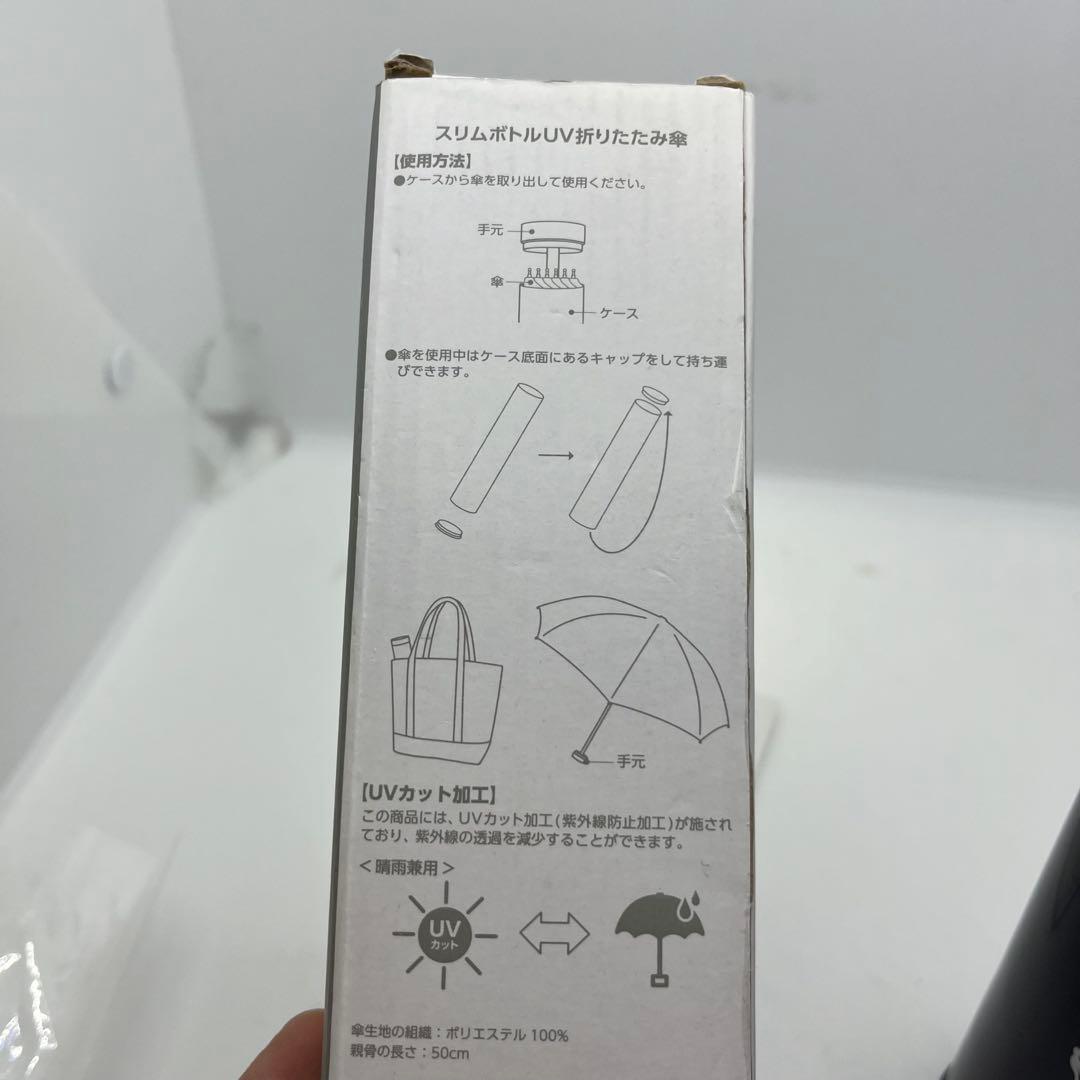 スリムボトルUV折りたたみ傘
【使用方法】
●ケースから傘を取り出して使用ください。
手元
傘
ケース
●傘を使用中はケース底面にあるキャップをして持ち運
びできます。
手元
【UVカット加工】
この商品には、UVカット加工(紫外線防止加工)が施され
ており、紫外線の透過を減少することができます。
<晴雨兼用>
UV
カット
傘生地の組織:ポリエステル 100%
親骨の長さ:50cm